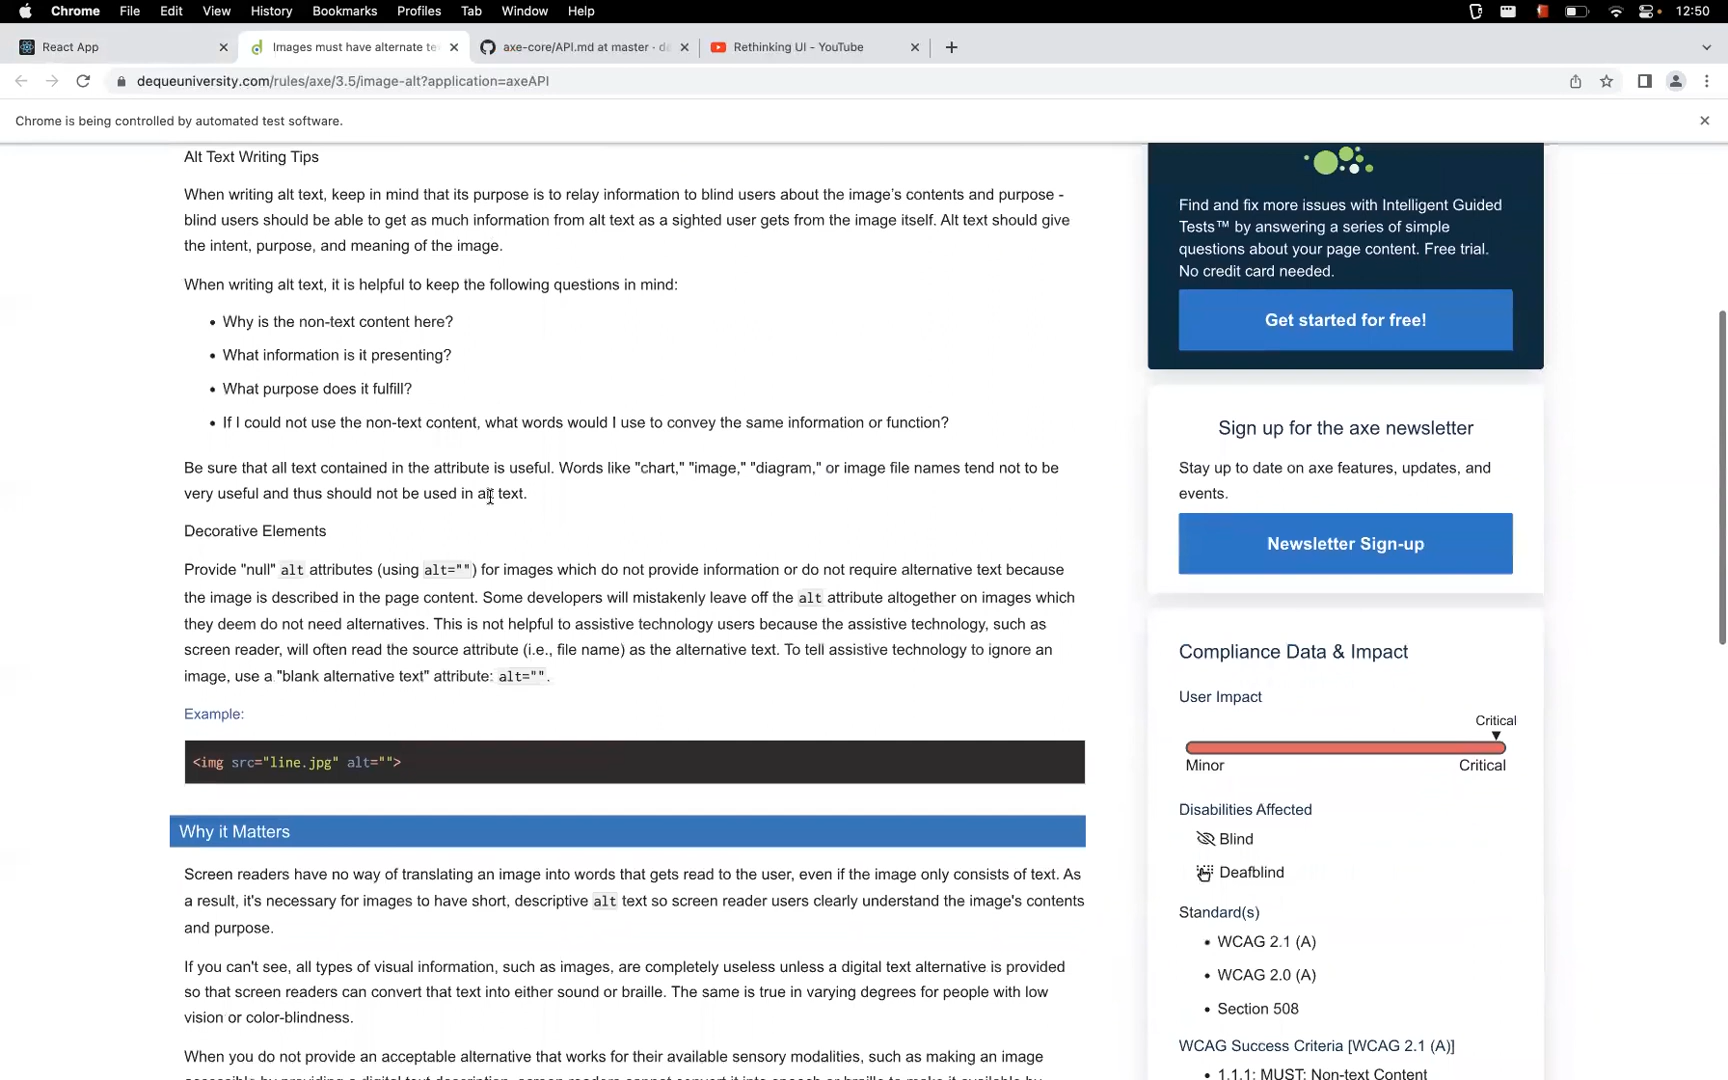 Chrome File Edit View History Bookmarks Profiles Tab Window Help 12:50
React App Images must have alternate te axe-core/API.md at master · de Rethinking UI - YouTube
dequeuniversity.com/rules/axe/3.5/image-alt?application=axeAPI
Chrome is being controlled by automated test software.
Alt Text Writing Tips
When writing alt text, keep in mind that its purpose is to relay information to blind users about the image's contents and purpose -
blind users should be able to get as much information from alt text as a sighted user gets from the image itself. Alt text should give
the intent, purpose, and meaning of the image.
When writing alt text, it is helpful to keep the following questions in mind:
• Why is the non-text content here?
• What information is it presenting?
• What purpose does it fulfill?
• If I could not use the non-text content, what words would I use to convey the same information or function?
Be sure that all text contained in the attribute is useful. Words like "chart," "image," "diagram," or image file names tend not to be
very useful and thus should not be used in alt text.
Decorative Elements
Provide "null" alt attributes (using alt="") for images which do not provide information or do not require alternative text because
the image is described in the page content. Some developers will mistakenly leave off the alt attribute altogether on images which
they deem do not need alternatives. This is not helpful to assistive technology users because the assistive technology, such as
screen reader, will often read the source attribute (i.e., file name) as the alternative text. To tell assistive technology to ignore an
image, use a "blank alternative text" attribute: alt="".
Example:
<img src="line.jpg" alt="">
Why it Matters
Screen readers have no way of translating an image into words that gets read to the user, even if the image only consists of text. As
a result, it's necessary for images to have short, descriptive alt text so screen reader users clearly understand the image's contents
and purpose.
If you can't see, all types of visual information, such as images, are completely useless unless a digital text alternative is provided
so that screen readers can convert that text into either sound or braille. The same is true in varying degrees for people with low
vision or color-blindness.
When you do not provide an acceptable alternative that works for their available sensory modalities, such as making an image
accessible by providing a digital text description, screen readers cannot convert it into speech or braille to make it available by
Find and fix more issues with Intelligent Guided
Tests™ by answering a series of simple
questions about your page content. Free trial.
No credit card needed.
Get started for free!
Sign up for the axe newsletter
Stay up to date on axe features, updates, and
events.
Newsletter Sign-up
Compliance Data & Impact
User Impact
Critical
Minor Critical
Disabilities Affected
Blind
Deafblind
Standard(s)
• WCAG 2.1 (A)
• WCAG 2.0 (A)
• Section 508
WCAG Success Criteria [WCAG 2.1 (A)]
• 1.1.1: MUST: Non-text Content